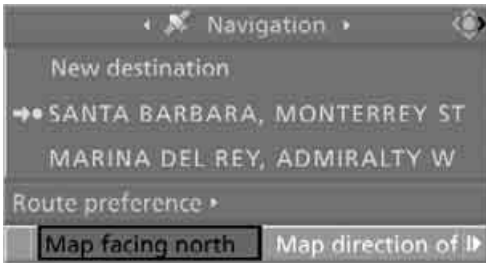 Navigation
New destination
SANTA BARBARA, MONTERREY ST
MARINA DEL REY, ADMIRALTY W
Route preference
Map facing north Map direction of